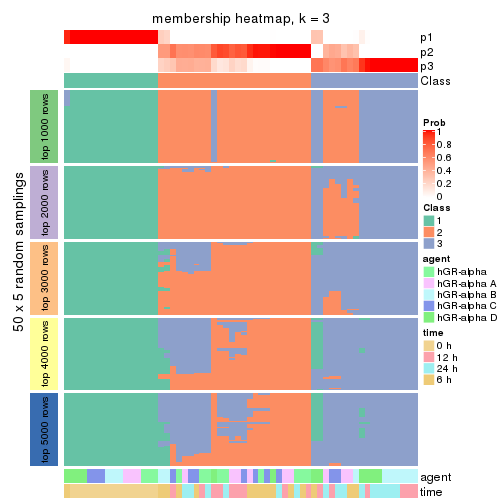 membership heatmap, k = 3
p1
p2
p3
Class
50 x 5 random samplings
top 1000 rows
top 2000 rows
top 3000 rows
top 4000 rows
top 5000 rows
agent
time
Prob
1
0.8
0.6
0.4
0.2
0
Class
1
2
3
agent
hGR-alpha
hGR-alpha A
hGR-alpha B
hGR-alpha C
hGR-alpha D
time
0 h
12 h
24 h
6 h